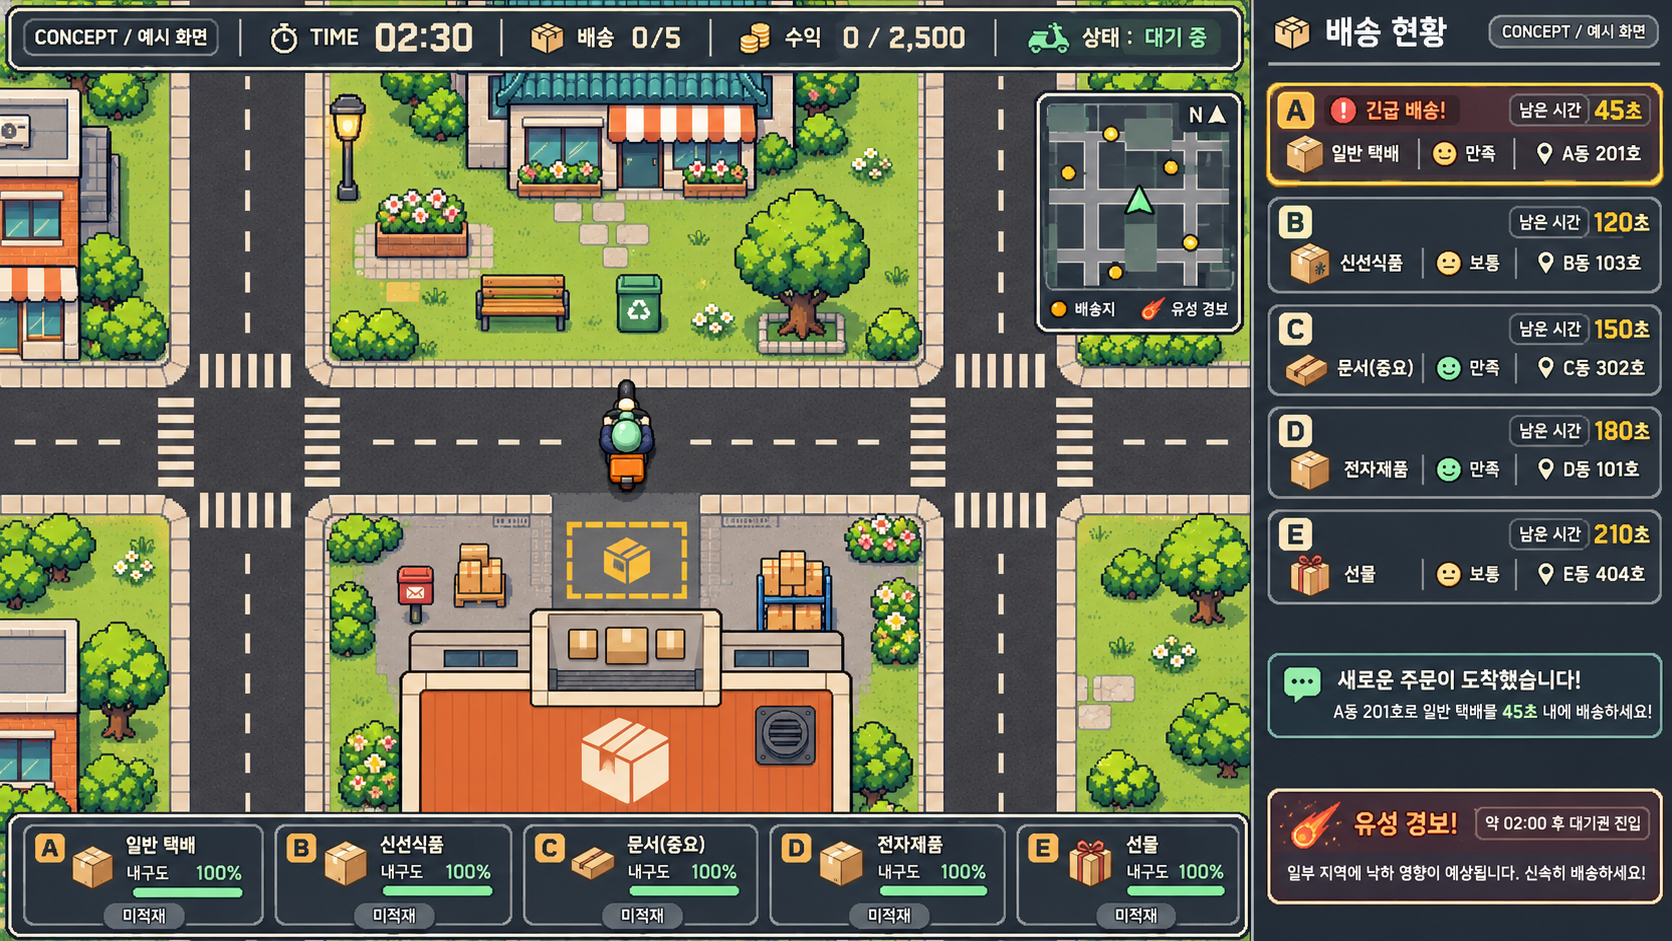 CONCEPT / 예시 화면
TIME 02:30
배송 0/5
수익 0 / 2,500
상태 : 대기 중
N
배송지
유성 경보
배송 현황
CONCEPT / 예시 화면
A
! 긴급 배송!
남은 시간 45초
일반 택배
만족
A동 201호
B
남은 시간 120초
신선식품
보통
B동 103호
C
남은 시간 150초
문서(중요)
만족
C동 302호
D
남은 시간 180초
전자제품
만족
D동 101호
E
남은 시간 210초
선물
보통
E동 404호
새로운 주문이 도착했습니다!
A동 201호로 일반 택배물 45초 내에 배송하세요!
유성 경보!
약 02:00 후 대기권 진입
일부 지역에 낙하 영향이 예상됩니다. 신속히 배송하세요!
A
일반 택배
내구도 100%
미적재
B
신선식품
내구도 100%
미적재
C
문서(중요)
내구도 100%
미적재
D
전자제품
내구도 100%
미적재
E
선물
내구도 100%
미적재